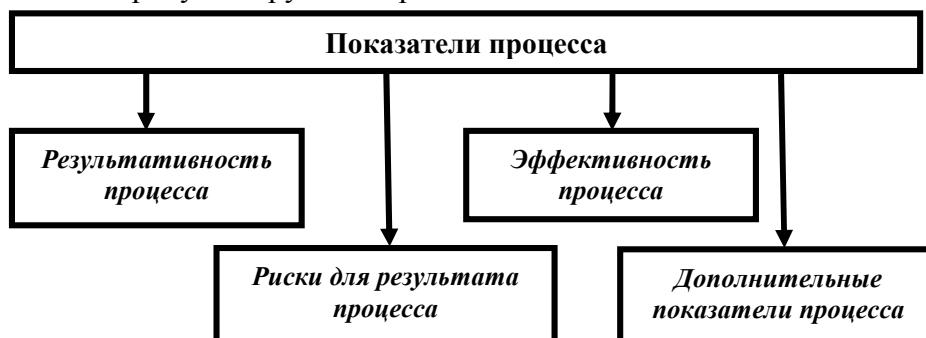 Показатели процесса
Результативность
процесса
Эффективность
процесса
Риски для результата
процесса
Дополнительные
показатели процесса